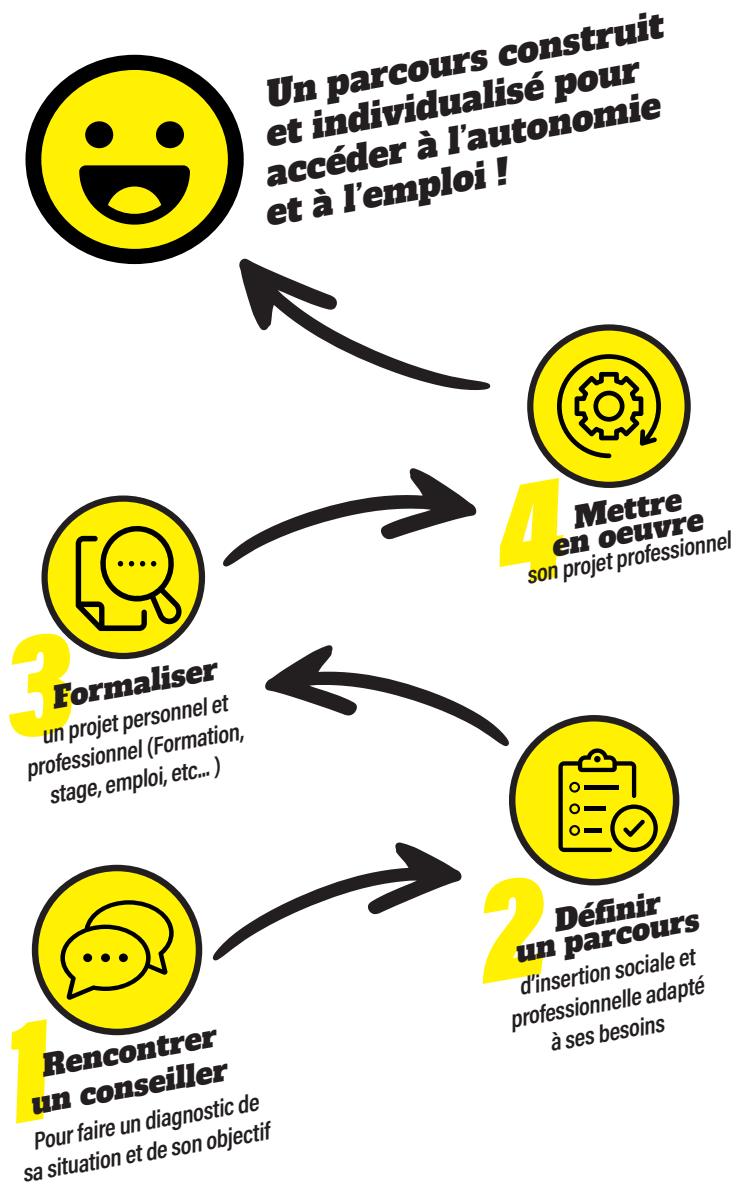 Un parcours construit
et individualisé pour
accéder à l'autonomie
et à l'emploi !
4
Mettre
en oeuvre
son projet professionnel
3
Formaliser
un projet personnel et
professionnel (Formation,
stage, emploi, etc... )
2
Définir
un parcours
d'insertion sociale et
professionnelle adapté
à ses besoins
1
Rencontrer
un conseiller
Pour faire un diagnostic de
sa situation et de son objectif